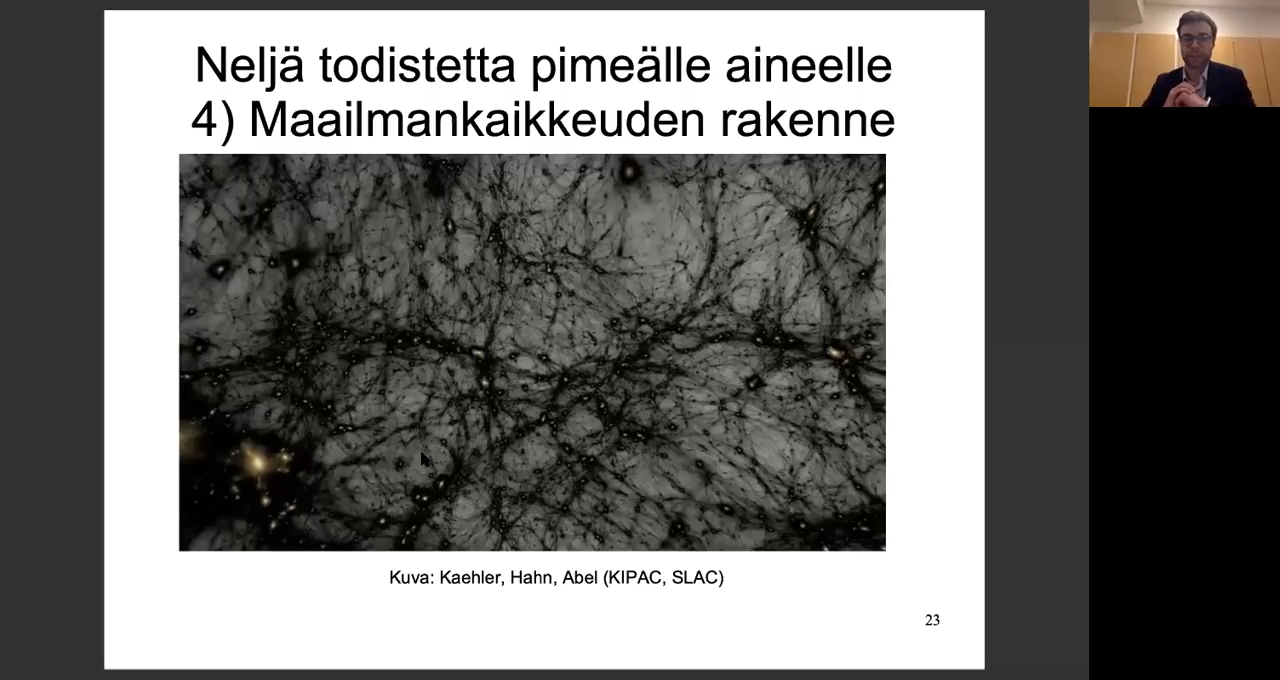 Neljä todistetta pimeälle aineelle
4) Maailmankaikkeuden rakenne
Kuva: Kaehler, Hahn, Abel (KIPAC, SLAC)
23